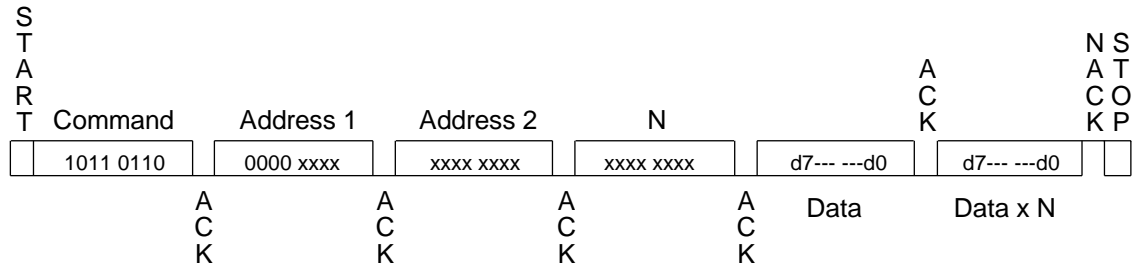 START
NACK STOP
ACK
Command Address 1 Address 2 N
1011 0110 0000 xxxx xxxx xxxx xxxx xxxx d7--- ---d0 d7--- ---d0
ACK ACK ACK ACK Data Data x N